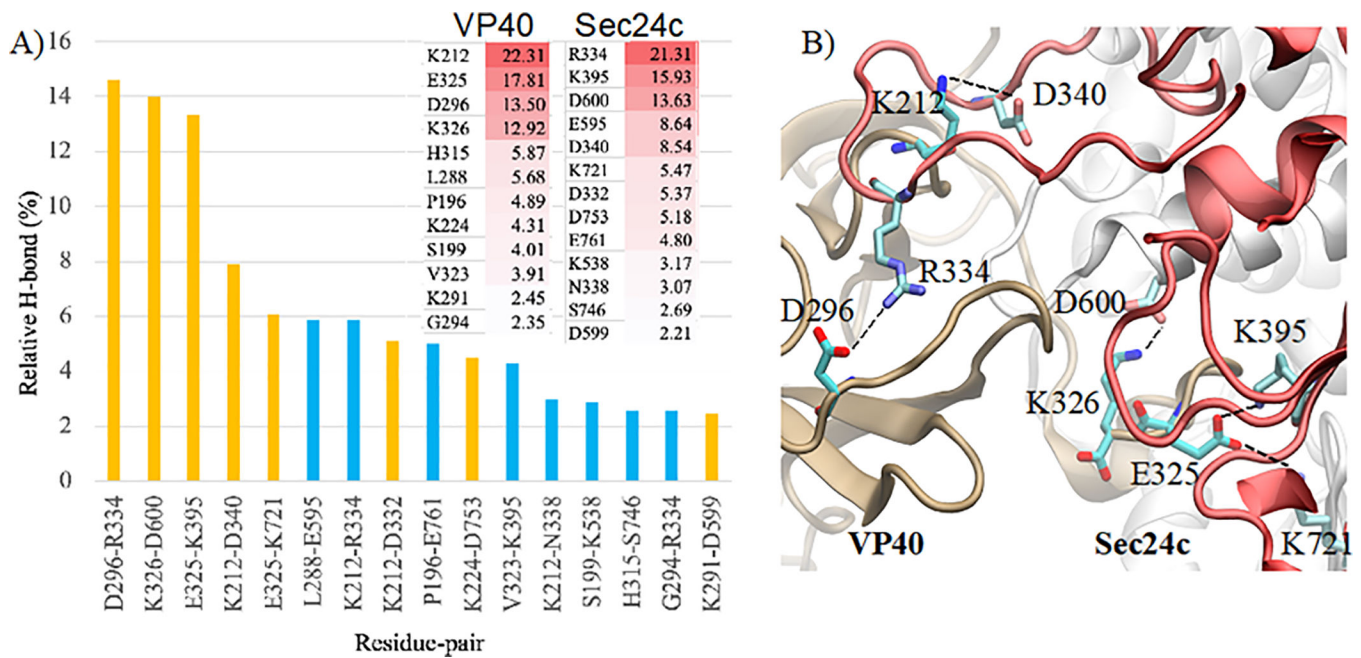 A)
VP40 Sec24c
K212 22.31 R334 21.31
E325 17.81 K395 15.93
D296 13.50 D600 13.63
K326 12.92 E595 8.64
H315 5.87 D340 8.54
L288 5.68 K721 5.47
P196 4.89 D332 5.37
K224 4.31 D753 5.18
S199 4.01 E761 4.80
V323 3.91 K538 3.17
K291 2.45 N338 3.07
G294 2.35 S746 2.69
D599 2.21
Relative H-bond (%)
16
14
12
10
8
6
4
2
0
D296-R334
K326-D600
E325-K395
K212-D340
E325-K721
L288-E595
K212-R334
K212-D332
P196-E761
K224-D753
V323-K395
K212-N338
S199-K538
H315-S746
G294-R334
K291-D599
Residue-pair
B)
K212
D340
R334
D296
D600
K395
K326
E325
VP40
Sec24c
K721